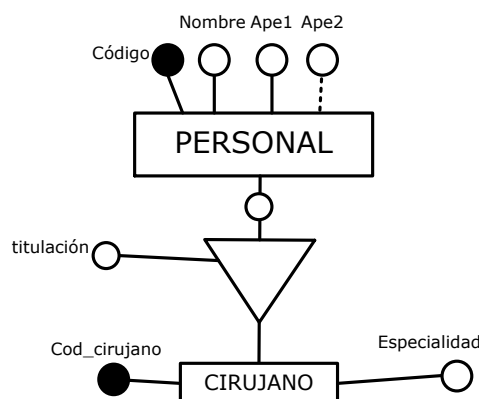 Nombre Ape1 Ape2
Código
PERSONAL
titulación
Cod_cirujano
Especialidad
CIRUJANO